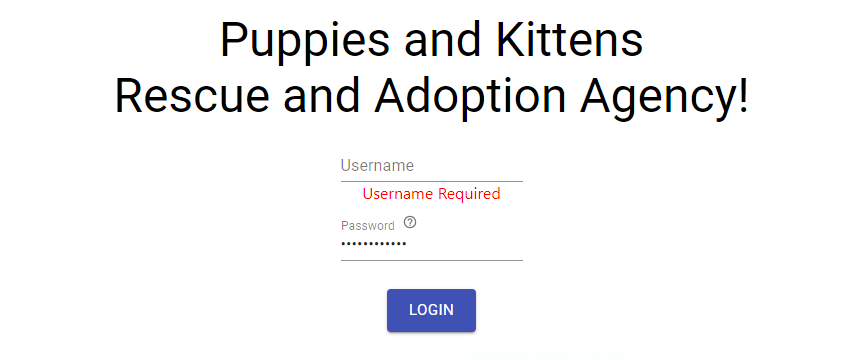 Puppies and Kittens
Rescue and Adoption Agency!
Username
Username Required
Password
••••••••••••
LOGIN